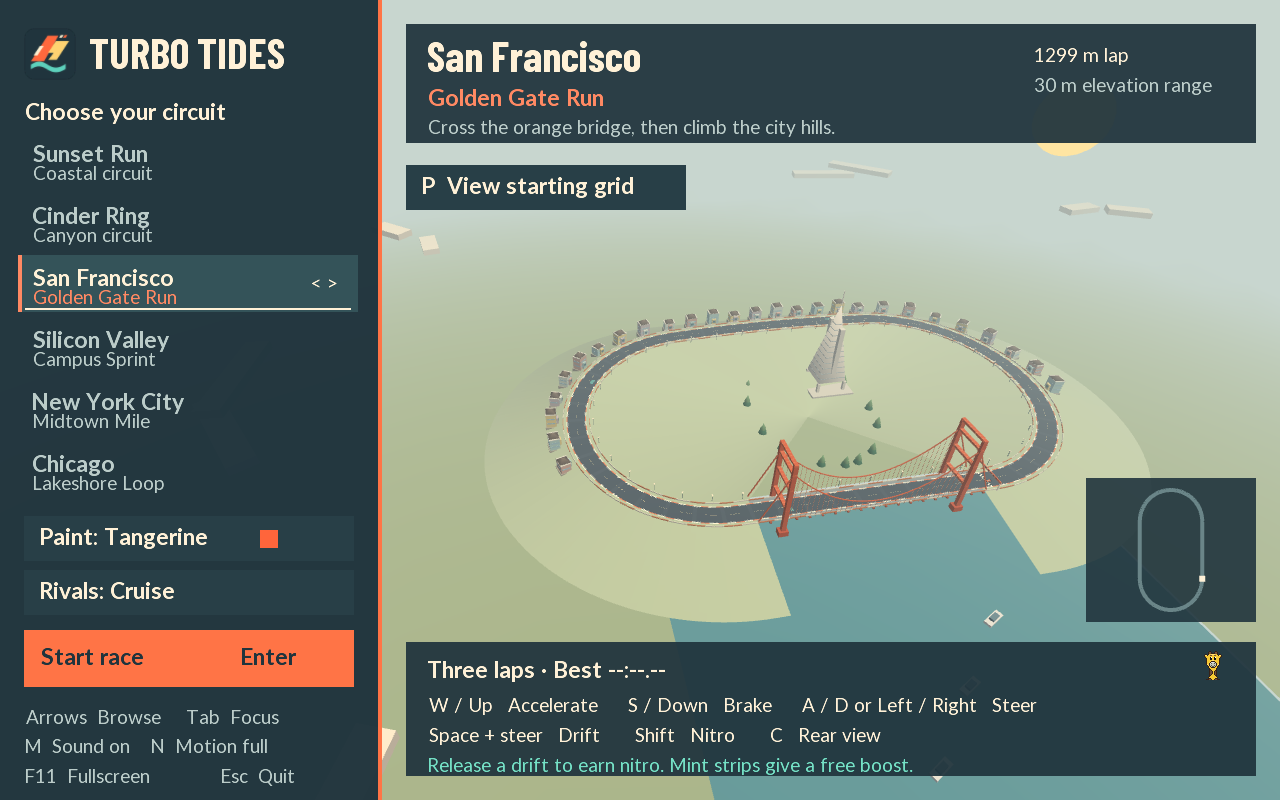 TURBO TIDES
Choose your circuit
Sunset Run
Coastal circuit
Cinder Ring
Canyon circuit
San Francisco
Golden Gate Run
< >
Silicon Valley
Campus Sprint
New York City
Midtown Mile
Chicago
Lakeshore Loop
Paint: Tangerine
Rivals: Cruise
Start race Enter
Arrows Browse Tab Focus
M Sound on N Motion full
F11 Fullscreen Esc Quit
San Francisco
Golden Gate Run
Cross the orange bridge, then climb the city hills.
1299 m lap
30 m elevation range
P View starting grid
Three laps · Best --:--.--
W / Up Accelerate S / Down Brake A / D or Left / Right Steer
Space + steer Drift Shift Nitro C Rear view
Release a drift to earn nitro. Mint strips give a free boost.